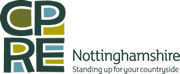 CP
RE
Nottinghamshire
Standing up for your countryside